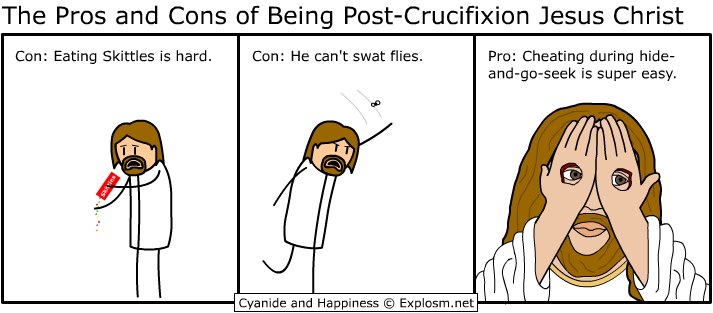 The Pros and Cons of Being Post-Crucifixion Jesus Christ
Con: Eating Skittles is hard.
Skittles
Con: He can't swat flies.
Pro: Cheating during hide-
and-go-seek is super easy.
Cyanide and Happiness © Explosm.net